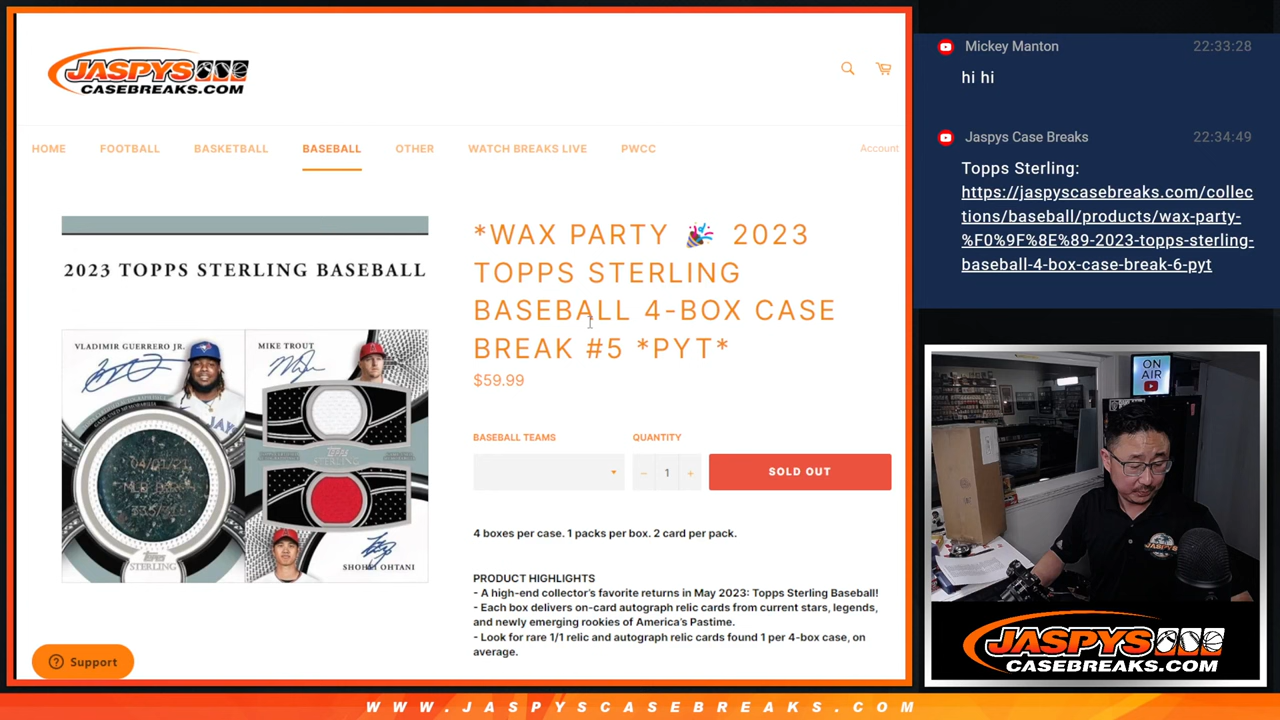 JASPYS
CASEBREAKS.COM
HOME FOOTBALL BASKETBALL BASEBALL OTHER WATCH BREAKS LIVE PWCC Account
2023 TOPPS STERLING BASEBALL
VLADIMIR GUERRERO JR.
MIKE TROUT
TOPPS
STERLING
SHOHEI OHTANI
*WAX PARTY 🎉 2023
TOPPS STERLING
BASEBALL 4-BOX CASE
BREAK #5 *PYT*
$59.99
BASEBALL TEAMS QUANTITY
− 1 + SOLD OUT
4 boxes per case. 1 packs per box. 2 card per pack.
PRODUCT HIGHLIGHTS
- A high-end collector's favorite returns in May 2023: Topps Sterling Baseball!
- Each box delivers on-card autograph relic cards from current stars, legends,
and newly emerging rookies of America's Pastime.
- Look for rare 1/1 relic and autograph relic cards found 1 per 4-box case, on
average.
Support
Mickey Manton 22:33:28
hi hi
Jaspys Case Breaks 22:34:49
Topps Sterling:
https://jaspyscasebreaks.com/collec
tions/baseball/products/wax-party-
%F0%9F%8E%89-2023-topps-sterling-
baseball-4-box-case-break-6-pyt
ON
AIR
JASPYS
JASPYS
CASEBREAKS.COM
WWW.JASPYSCASEBREAKS.COM